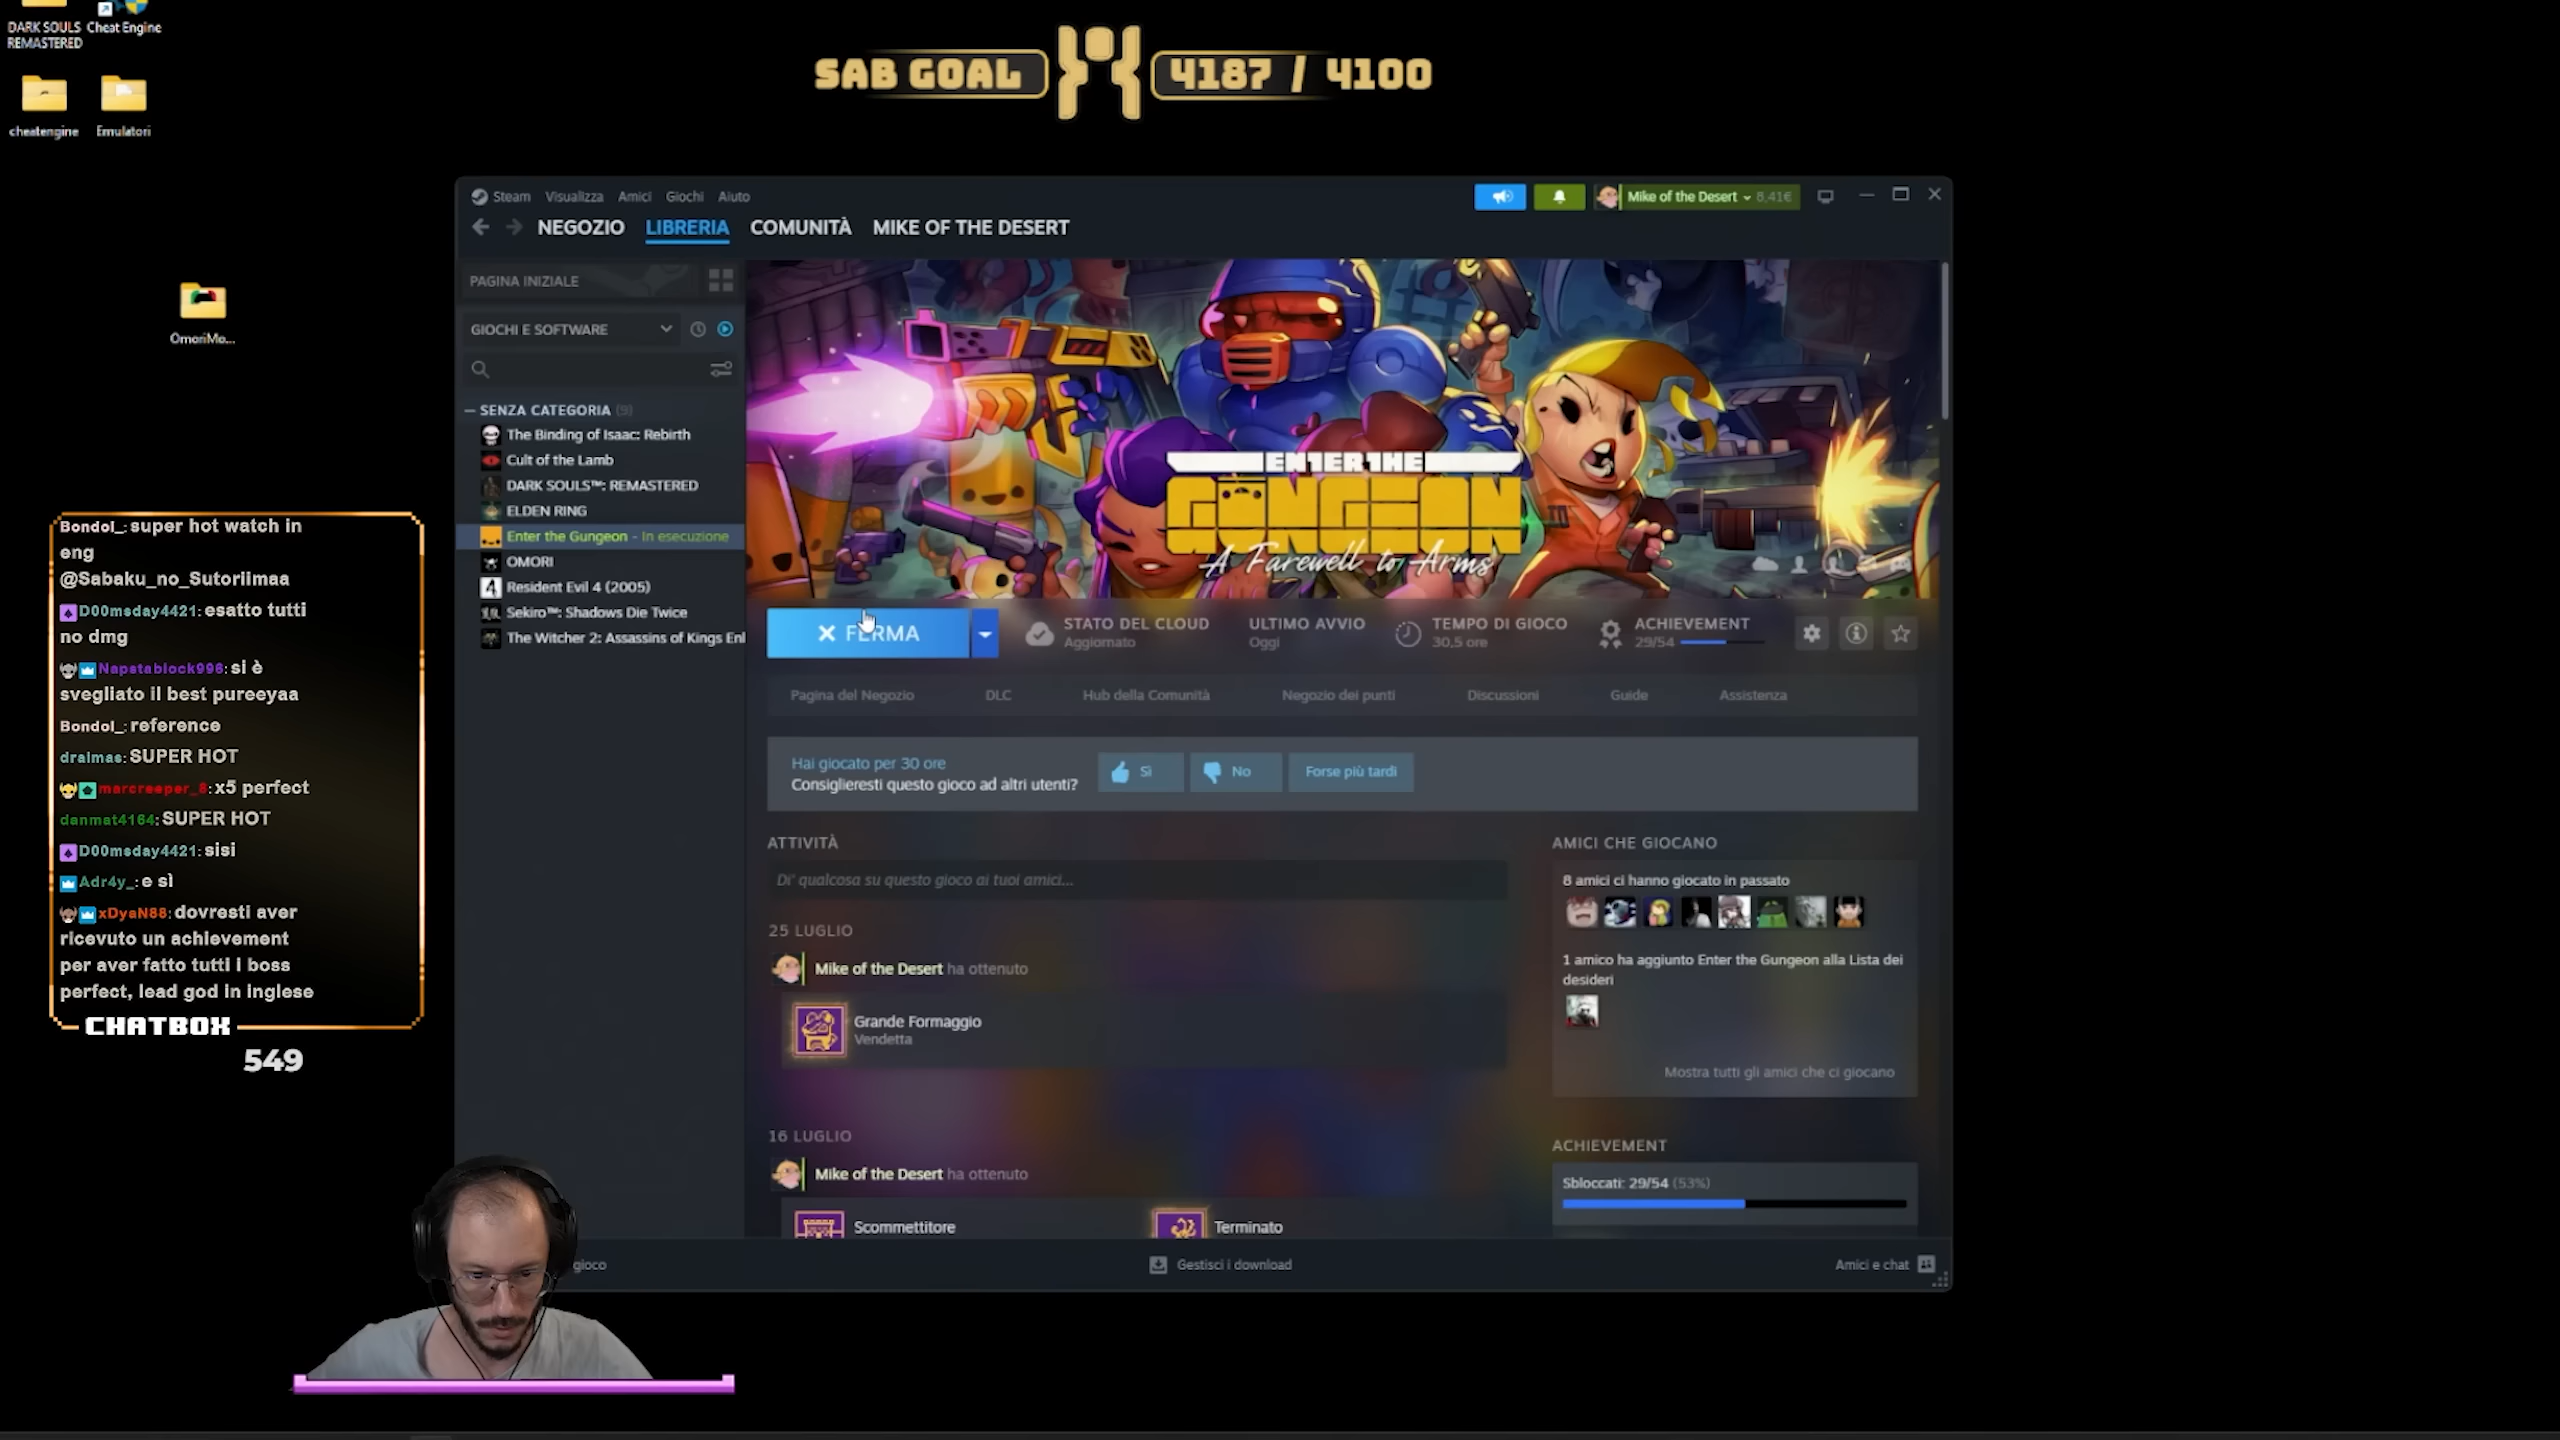 DARK SOULS
REMASTERED
Cheat Engine
cheatengine
Emulatori
SAB GOAL
4187 / 4100
OmoriMo...
Steam Visualizza Amici Giochi Aiuto
Mike of the Desert 8,41€
NEGOZIO LIBRERIA COMUNITÀ MIKE OF THE DESERT
PAGINA INIZIALE
GIOCHI E SOFTWARE
SENZA CATEGORIA (9)
The Binding of Isaac: Rebirth
Cult of the Lamb
DARK SOULS™: REMASTERED
ELDEN RING
Enter the Gungeon - In esecuzione
OMORI
Resident Evil 4 (2005)
Sekiro™: Shadows Die Twice
The Witcher 2: Assassins of Kings Enl
ENTER THE
GUNGEON
A Farewell to Arms
FERMA
STATO DEL CLOUD
Aggiornato
ULTIMO AVVIO
Oggi
TEMPO DI GIOCO
30,5 ore
ACHIEVEMENT
29/54
Pagina del Negozio DLC Hub della Comunità Negozio dei punti Discussioni Guide Assistenza
Hai giocato per 30 ore
Consiglieresti questo gioco ad altri utenti?
Sì No Forse più tardi
ATTIVITÀ
Di' qualcosa su questo gioco ai tuoi amici...
25 LUGLIO
Mike of the Desert ha ottenuto
Grande Formaggio
Vendetta
16 LUGLIO
Mike of the Desert ha ottenuto
Scommettitore
Terminato
AMICI CHE GIOCANO
8 amici ci hanno giocato in passato
1 amico ha aggiunto Enter the Gungeon alla Lista dei
desideri
Mostra tutti gli amici che ci giocano
ACHIEVEMENT
Sbloccati: 29/54 (53%)
gioco
Gestisci i download
Amici e chat
Bondol_: super hot watch in
eng
@Sabaku_no_Sutoriimaa
D00msday4421: esatto tutti
no dmg
Napstablock996: si è
svegliato il best pureeyaa
Bondol_: reference
dralmas: SUPER HOT
marcreeper_8: x5 perfect
danmat4164: SUPER HOT
D00msday4421: sisi
Adr4y_: e sì
xDyaN88: dovresti aver
ricevuto un achievement
per aver fatto tutti i boss
perfect, lead god in inglese
CHATBOX
549